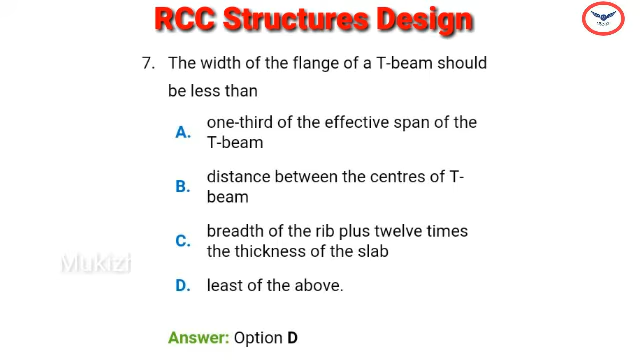 RCC Structures Design
7. The width of the flange of a T-beam should
be less than
A. one-third of the effective span of the
T-beam
B. distance between the centres of T-
beam
C. breadth of the rib plus twelve times
the thickness of the slab
D. least of the above.
Mukizh
Answer: Option D